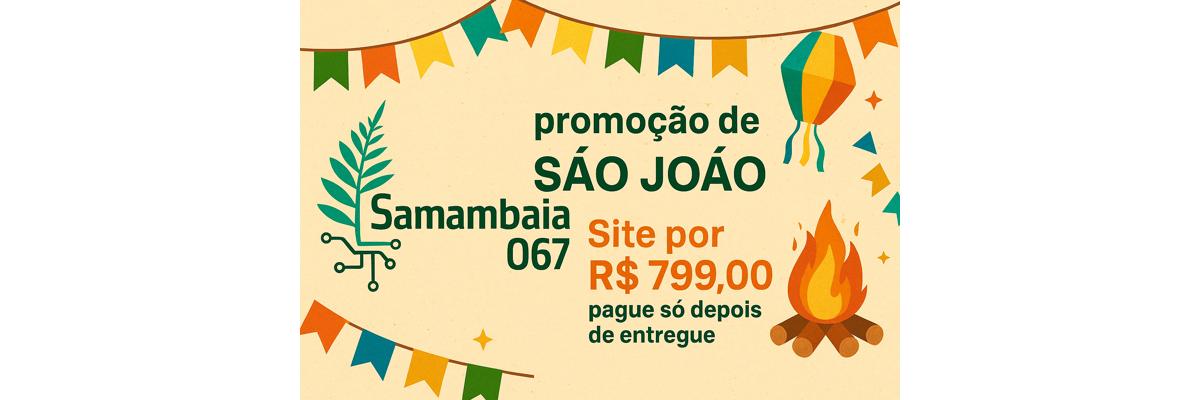 promoção de
SÁO JOÁO
Samambaia
067
Site por
R$ 799,00
pague só depois
de entregue